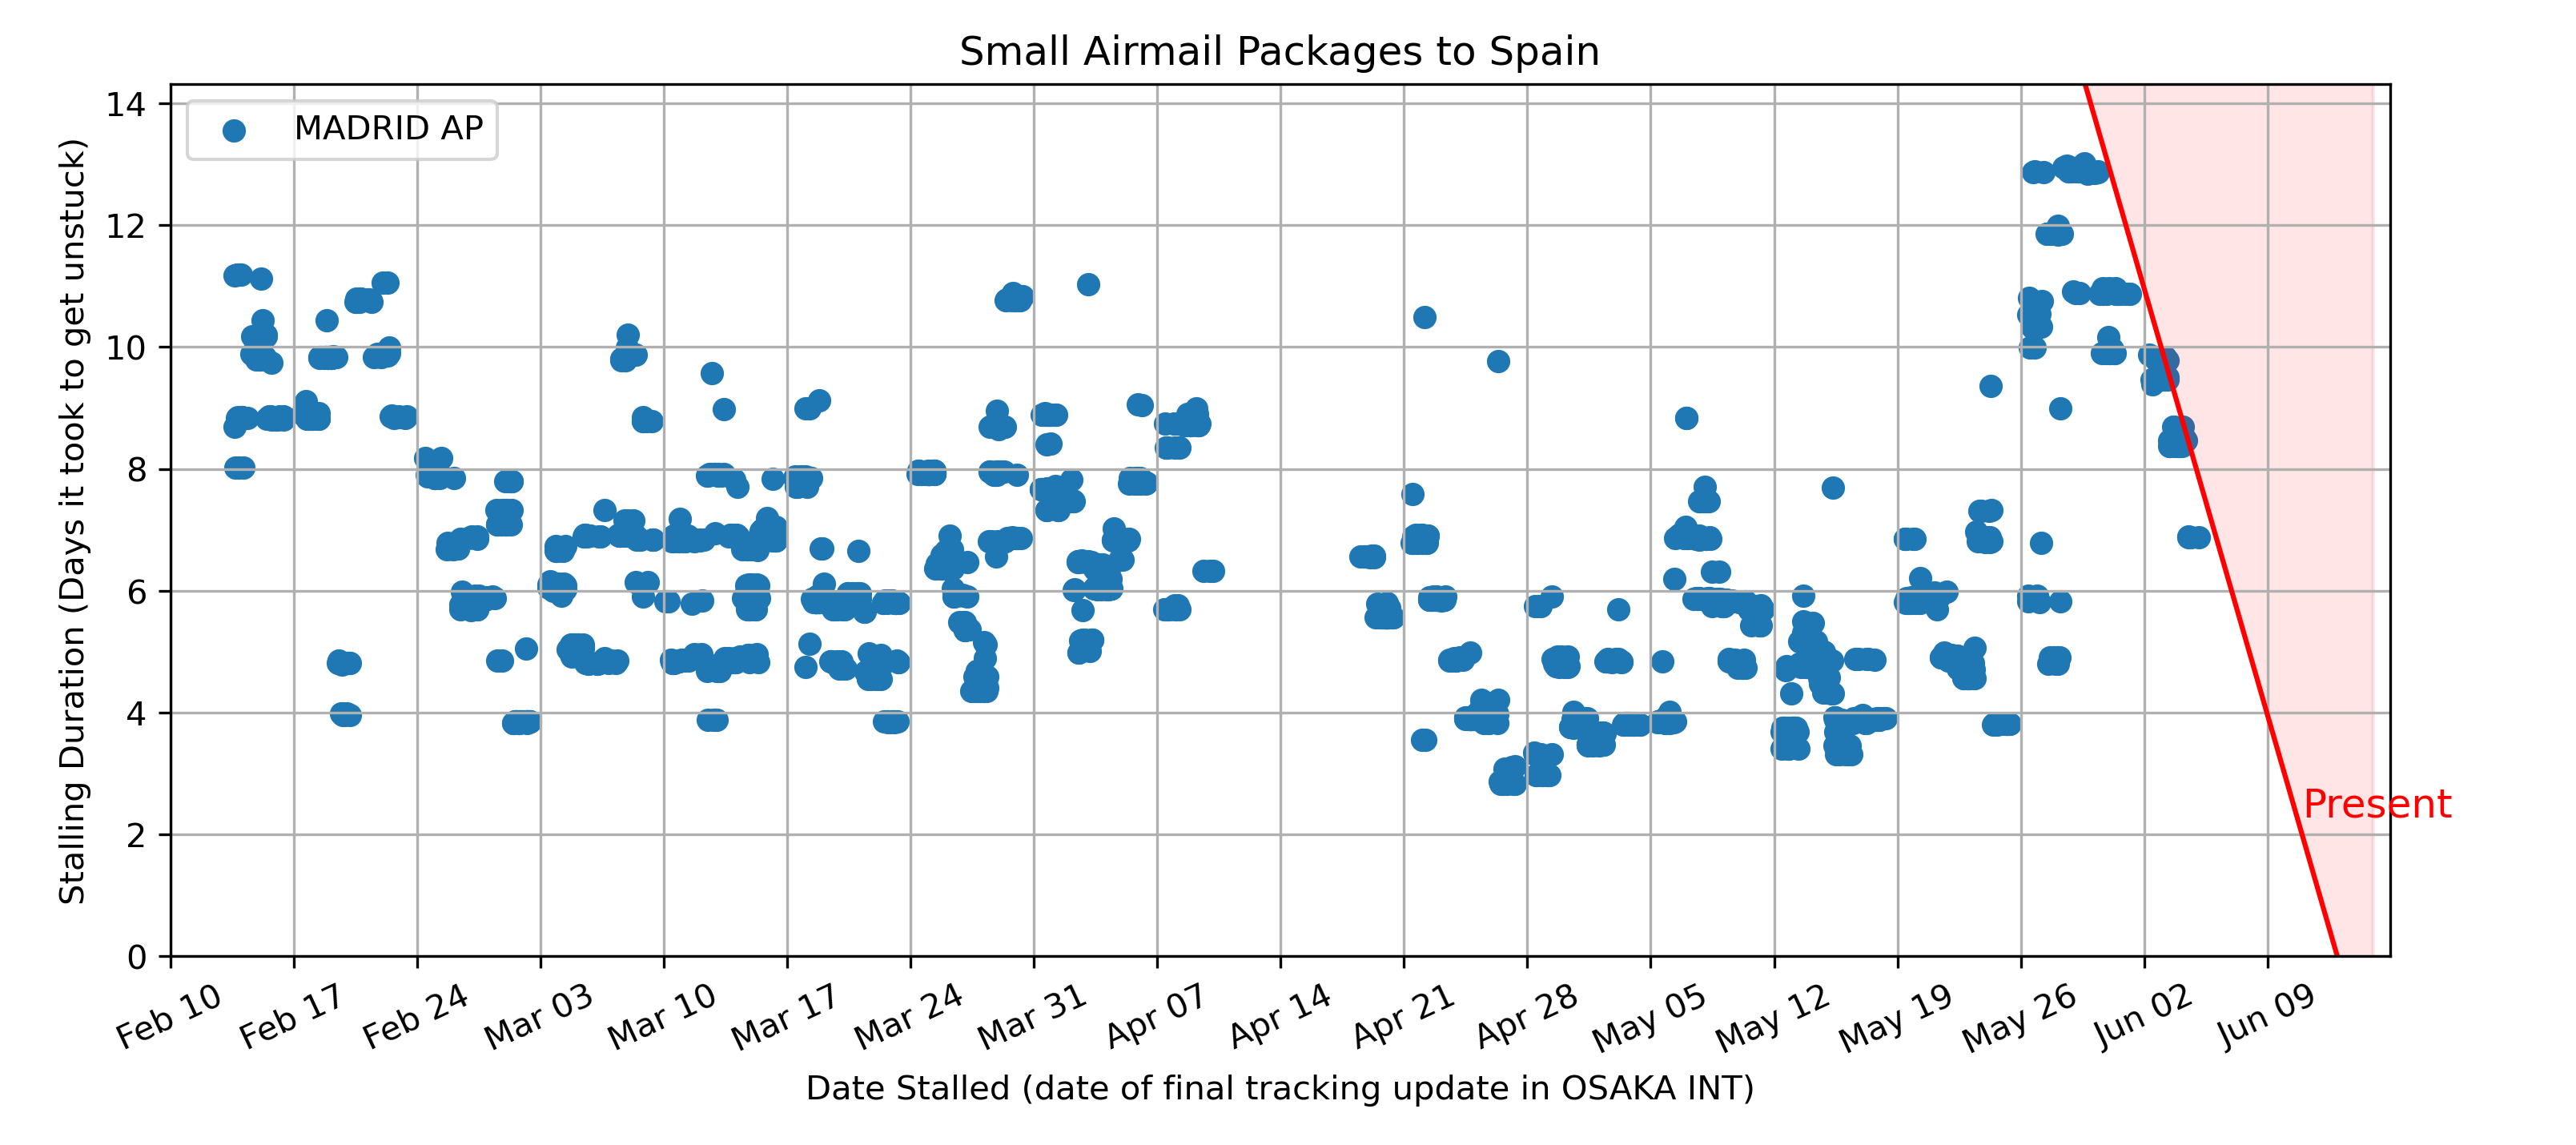 Small Airmail Packages to Spain
MADRID AP
Stalling Duration (Days it took to get unstuck)
14
12
10
8
6
4
2
0
Present
Feb 10
Feb 17
Feb 24
Mar 03
Mar 10
Mar 17
Mar 24
Mar 31
Apr 07
Apr 14
Apr 21
Apr 28
May 05
May 12
May 19
May 26
Jun 02
Jun 09
Date Stalled (date of final tracking update in OSAKA INT)